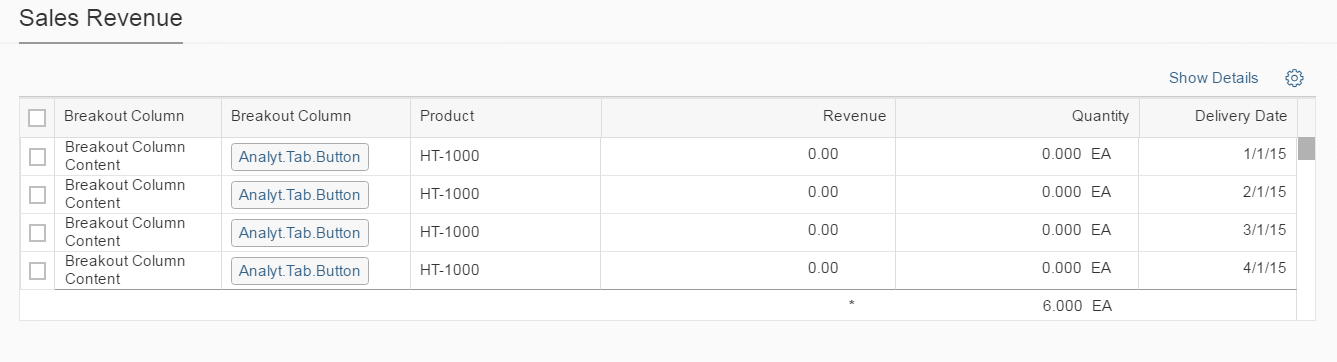 Sales Revenue
Show Details
Breakout Column Breakout Column Product Revenue Quantity Delivery Date
Breakout Column
Content Analyt.Tab.Button HT-1000 0.00 0.000 EA 1/1/15
Breakout Column
Content Analyt.Tab.Button HT-1000 0.00 0.000 EA 2/1/15
Breakout Column
Content Analyt.Tab.Button HT-1000 0.00 0.000 EA 3/1/15
Breakout Column
Content Analyt.Tab.Button HT-1000 0.00 0.000 EA 4/1/15
* 6.000 EA